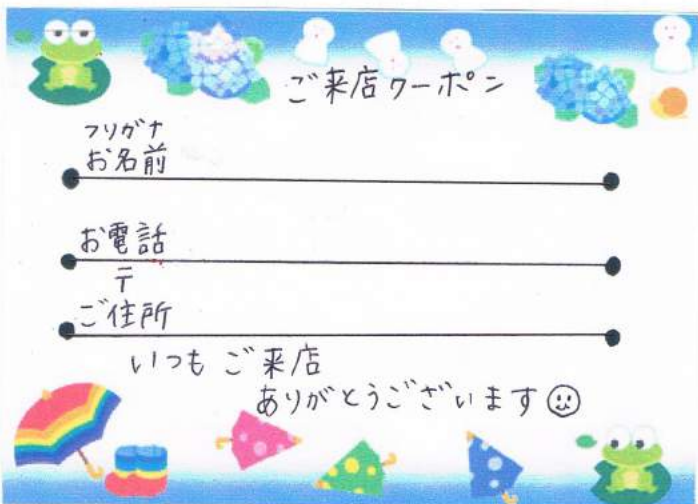 ご来店クーポン
フリガナ
お名前
お電話
〒
ご住所
いつもご来店
ありがとうございます